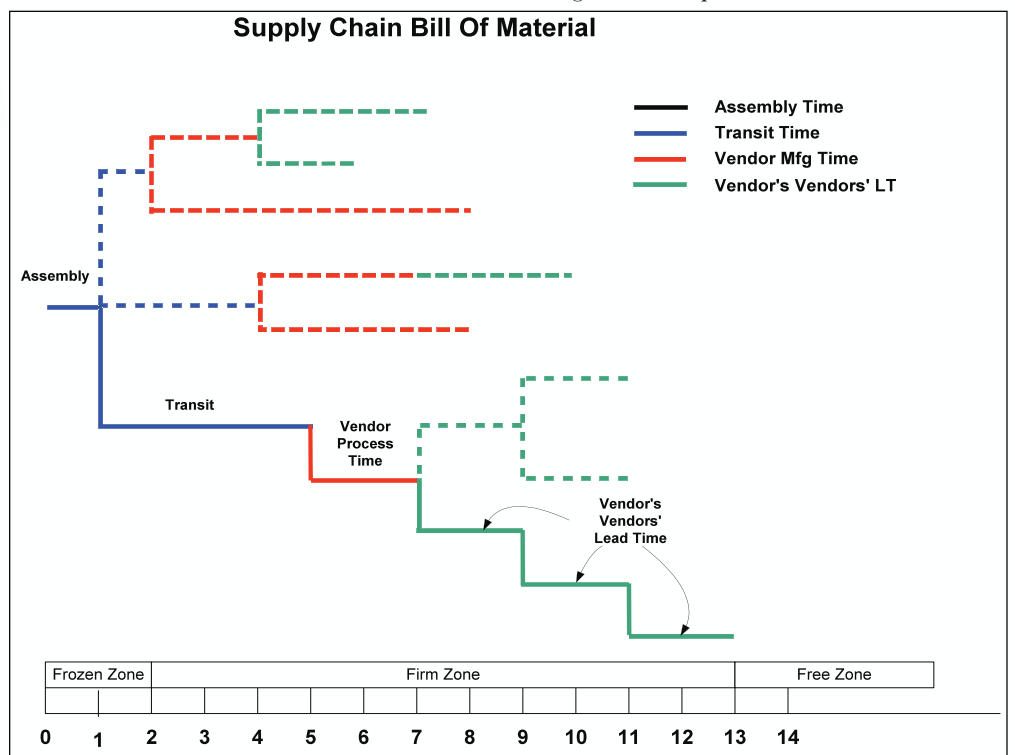 Supply Chain Bill Of Material
Assembly Time
Transit Time
Vendor Mfg Time
Vendor's Vendors' LT
Assembly
Transit
Vendor
Process
Time
Vendor's
Vendors'
Lead Time
Frozen Zone
Firm Zone
Free Zone
0 1 2 3 4 5 6 7 8 9 10 11 12 13 14